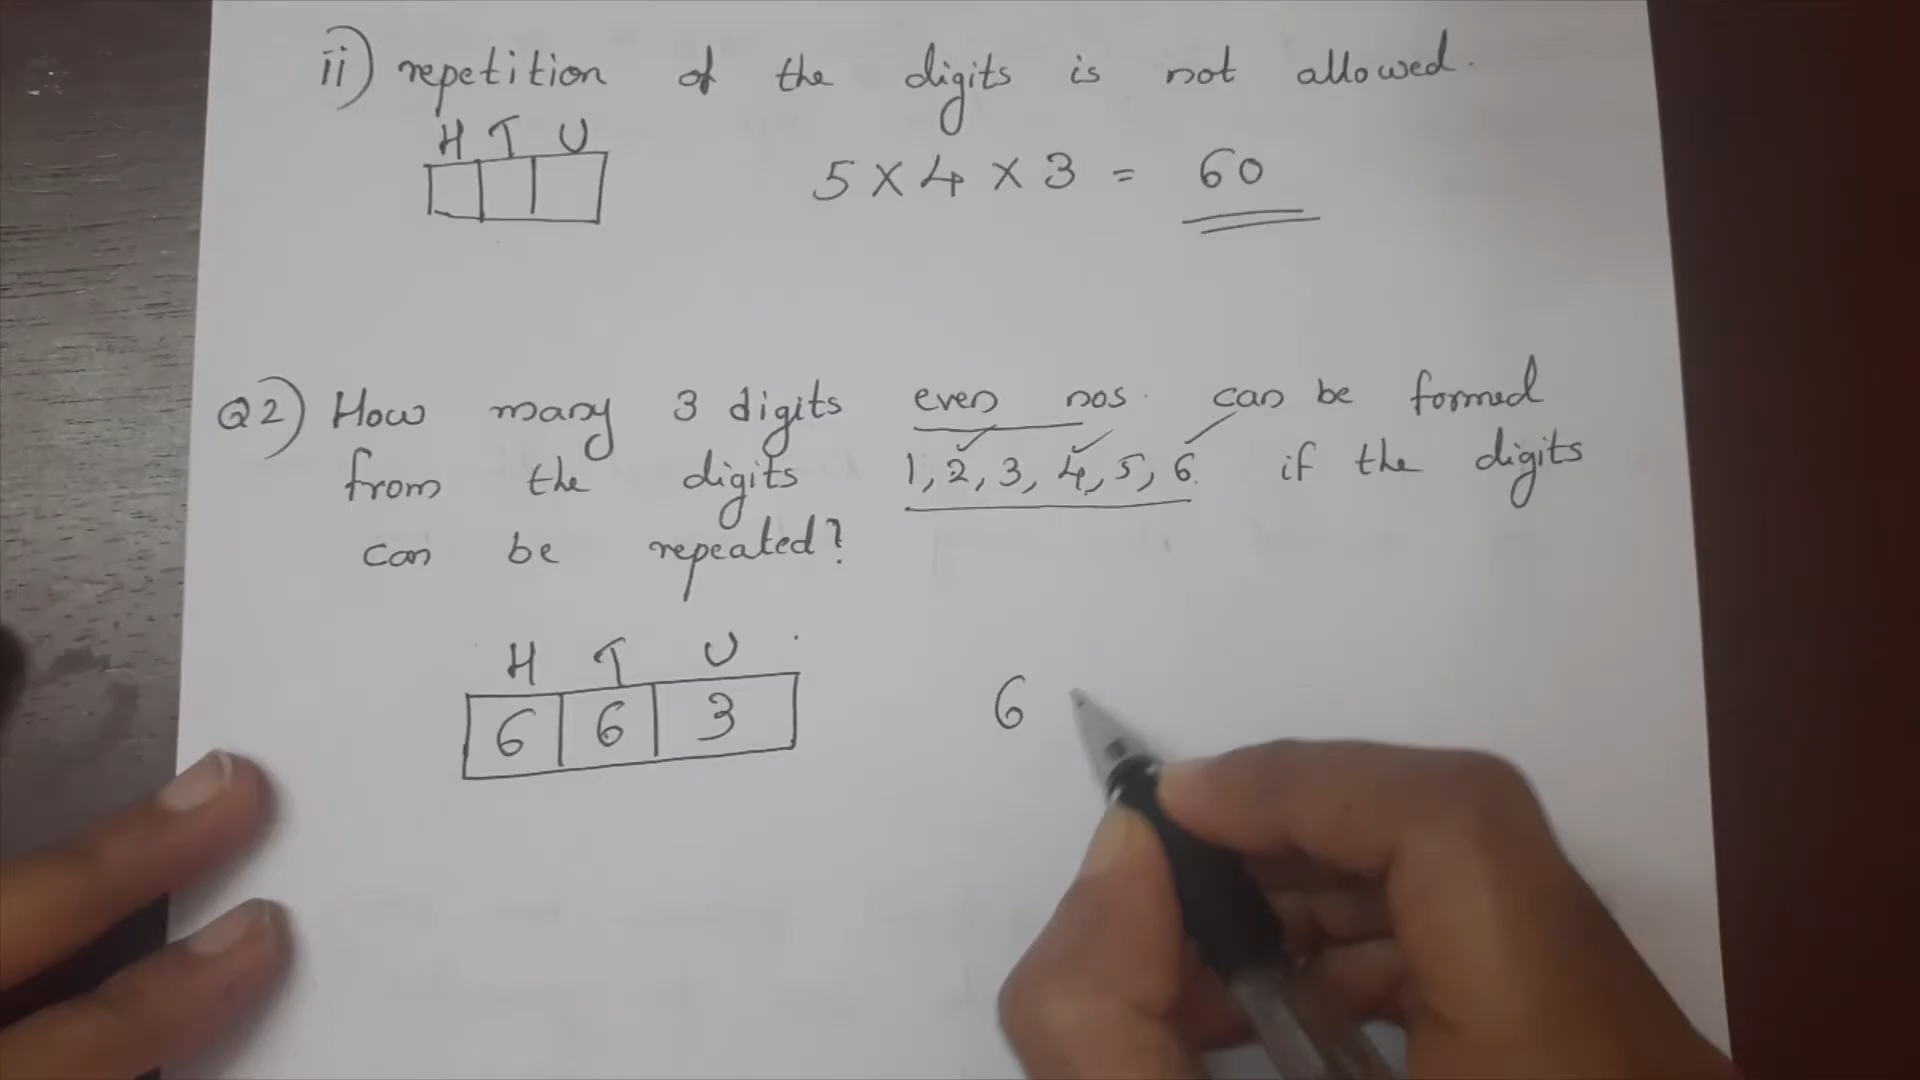 ii) repetition of the digits is not allowed.
H T U
5 × 4 × 3 = 60
Q2) How many 3 digits even nos. can be formed
from the digits 1, 2, 3, 4, 5, 6 if the digits
can be repeated?
H T U
6 6 3 6